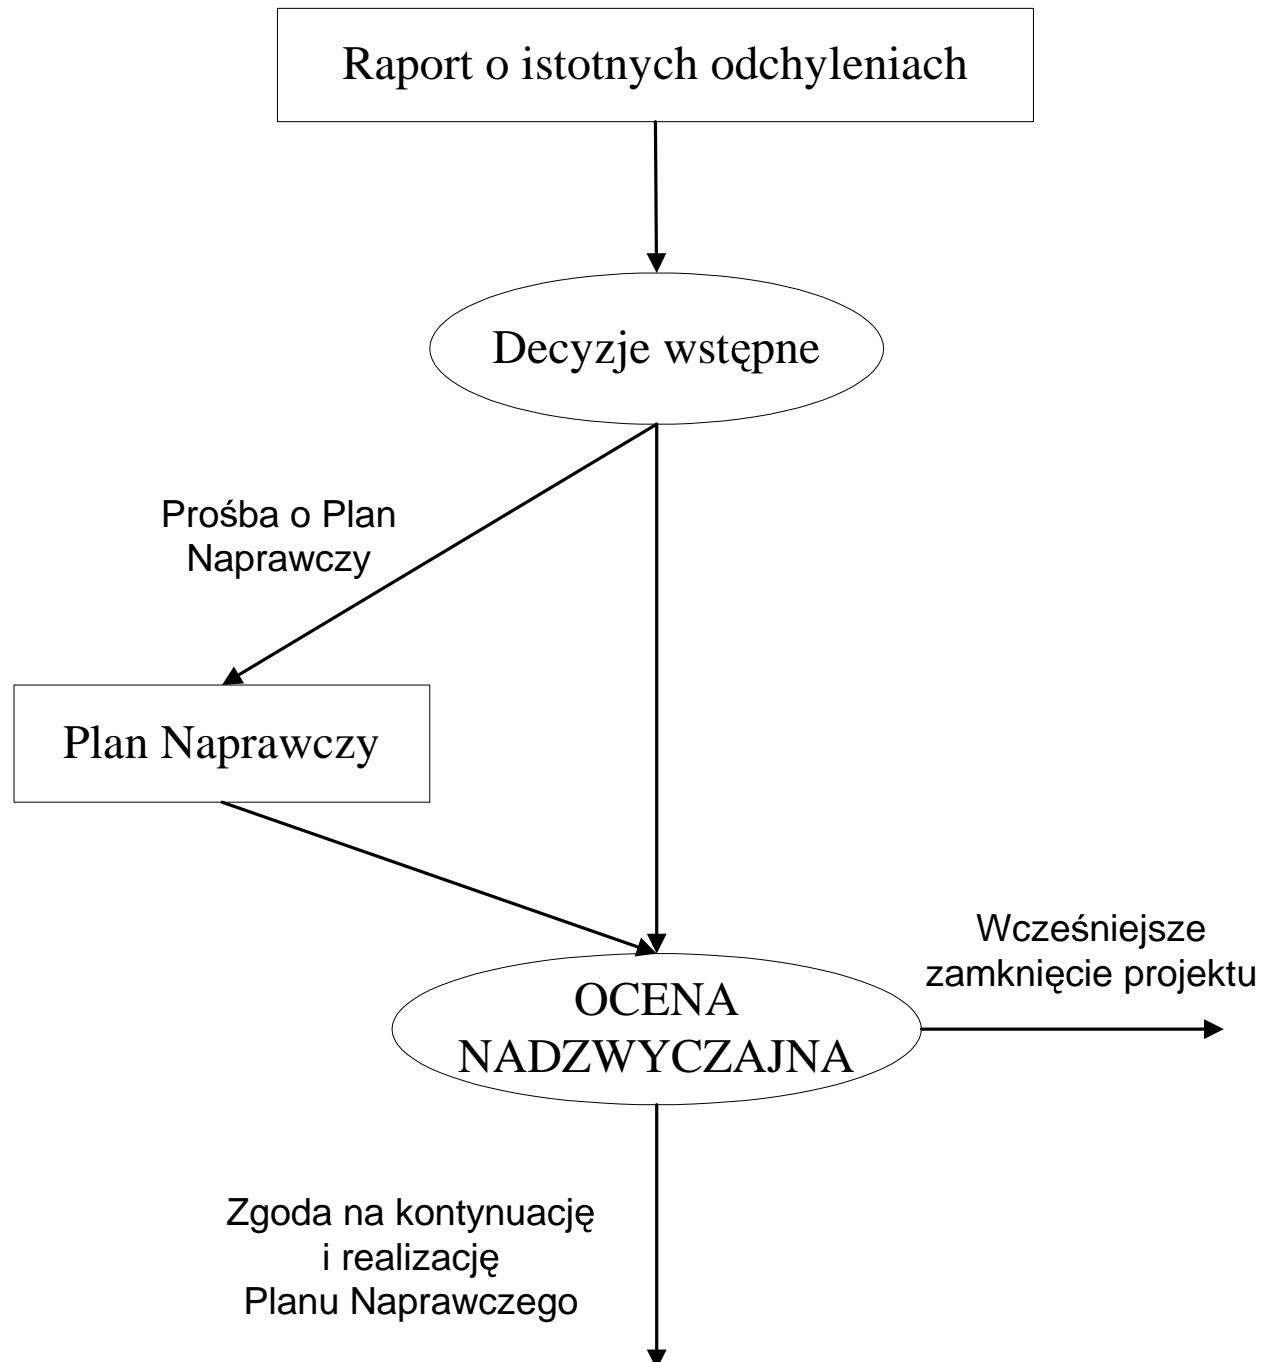 Raport o istotnych odchyleniach
Decyzje wstępne
Prośba o Plan
Naprawczy
Plan Naprawczy
Wcześniejsze
zamknięcie projektu
OCENA
NADZWYCZAJNA
Zgoda na kontynuację
i realizację
Planu Naprawczego